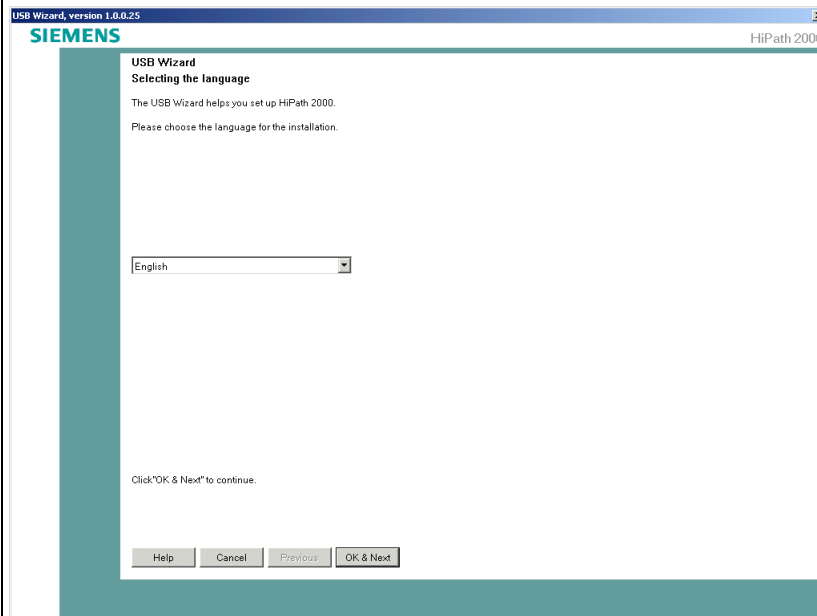 USB Wizard, version 1.0.0.25
SIEMENS
HiPath 200
USB Wizard
Selecting the language
The USB Wizard helps you set up HiPath 2000.
Please choose the language for the installation.
English
Click"OK & Next" to continue.
Help
Cancel
Previous
OK & Next